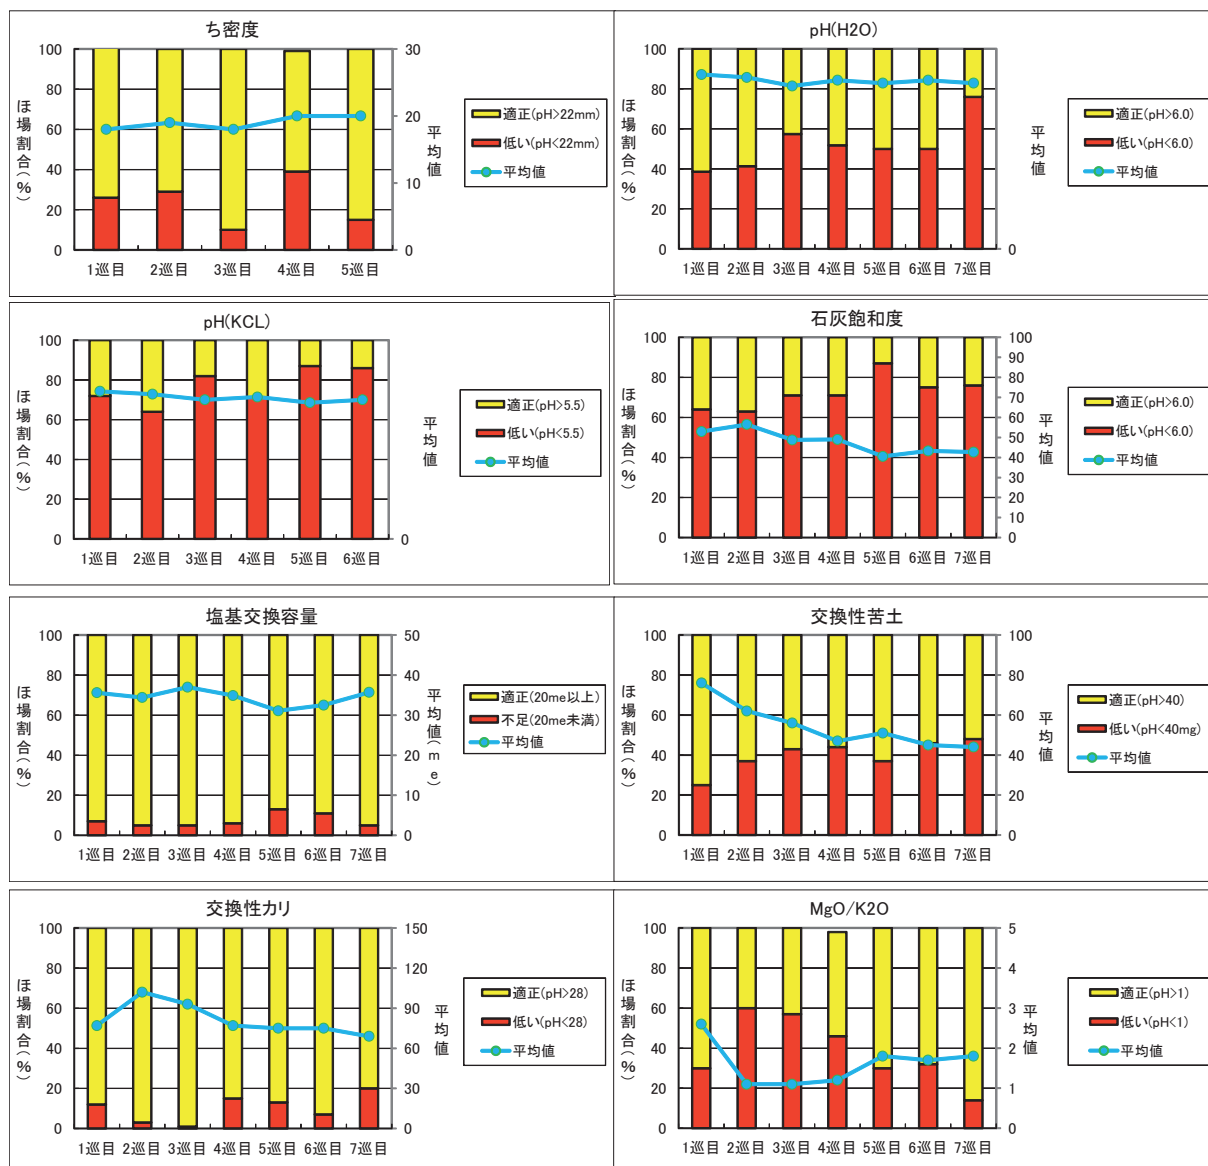 ち密度
ほ場割合(%)
100
80
60
40
20
0
30
20
10
0
平均値
1巡目 2巡目 3巡目 4巡目 5巡目
適正(pH>22mm)
低い(pH<22mm)
平均値
pH(H2O)
ほ場割合(%)
100
80
60
40
20
0
0
平均値
1巡目 2巡目 3巡目 4巡目 5巡目 6巡目 7巡目
適正(pH>6.0)
低い(pH<6.0)
平均値
pH(KCL)
ほ場割合(%)
100
80
60
40
20
0
0
平均値
1巡目 2巡目 3巡目 4巡目 5巡目 6巡目
適正(pH>5.5)
低い(pH<5.5)
平均値
石灰飽和度
ほ場割合(%)
100
80
60
40
20
0
100
90
80
70
60
50
40
30
20
10
0
平均値
1巡目 2巡目 3巡目 4巡目 5巡目 6巡目 7巡目
適正(pH>6.0)
低い(pH<6.0)
平均値
塩基交換容量
ほ場割合(%)
100
80
60
40
20
0
50
40
30
20
10
0
平均値(me)
1巡目 2巡目 3巡目 4巡目 5巡目 6巡目 7巡目
適正(20me以上)
不足(20me未満)
平均値
交換性苦土
ほ場割合(%)
100
80
60
40
20
0
100
80
60
40
20
0
平均値
1巡目 2巡目 3巡目 4巡目 5巡目 6巡目 7巡目
適正(pH>40)
低い(pH<40mg)
平均値
交換性カリ
ほ場割合(%)
100
80
60
40
20
0
150
120
90
60
30
0
平均値
1巡目 2巡目 3巡目 4巡目 5巡目 6巡目 7巡目
適正(pH>28)
低い(pH<28)
平均値
MgO/K2O
ほ場割合(%)
100
80
60
40
20
0
5
4
3
2
1
0
平均値
1巡目 2巡目 3巡目 4巡目 5巡目 6巡目 7巡目
適正(pH>1)
低い(pH<1)
平均値